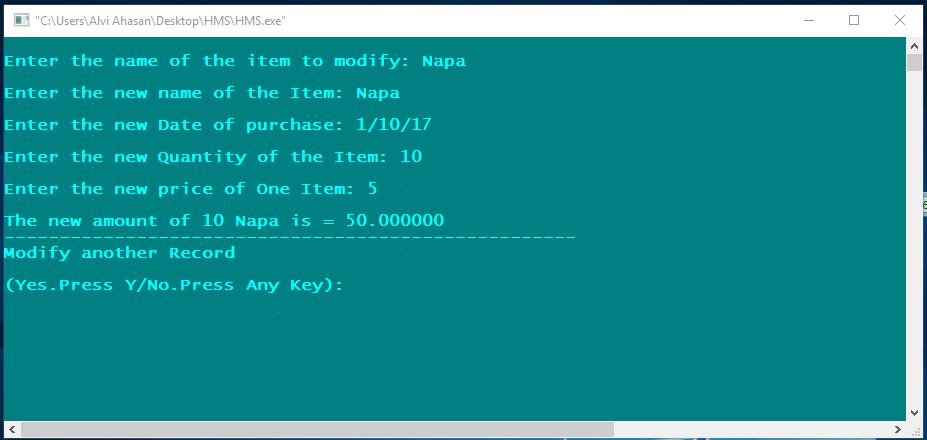 "C:\Users\Alvi Ahasan\Desktop\HMS\HMS.exe"
Enter the name of the item to modify: Napa
Enter the new name of the Item: Napa
Enter the new Date of purchase: 1/10/17
Enter the new Quantity of the Item: 10
Enter the new price of One Item: 5
The new amount of 10 Napa is = 50.000000
----------------------------------------------------
Modify another Record
(Yes.Press Y/No.Press Any Key):